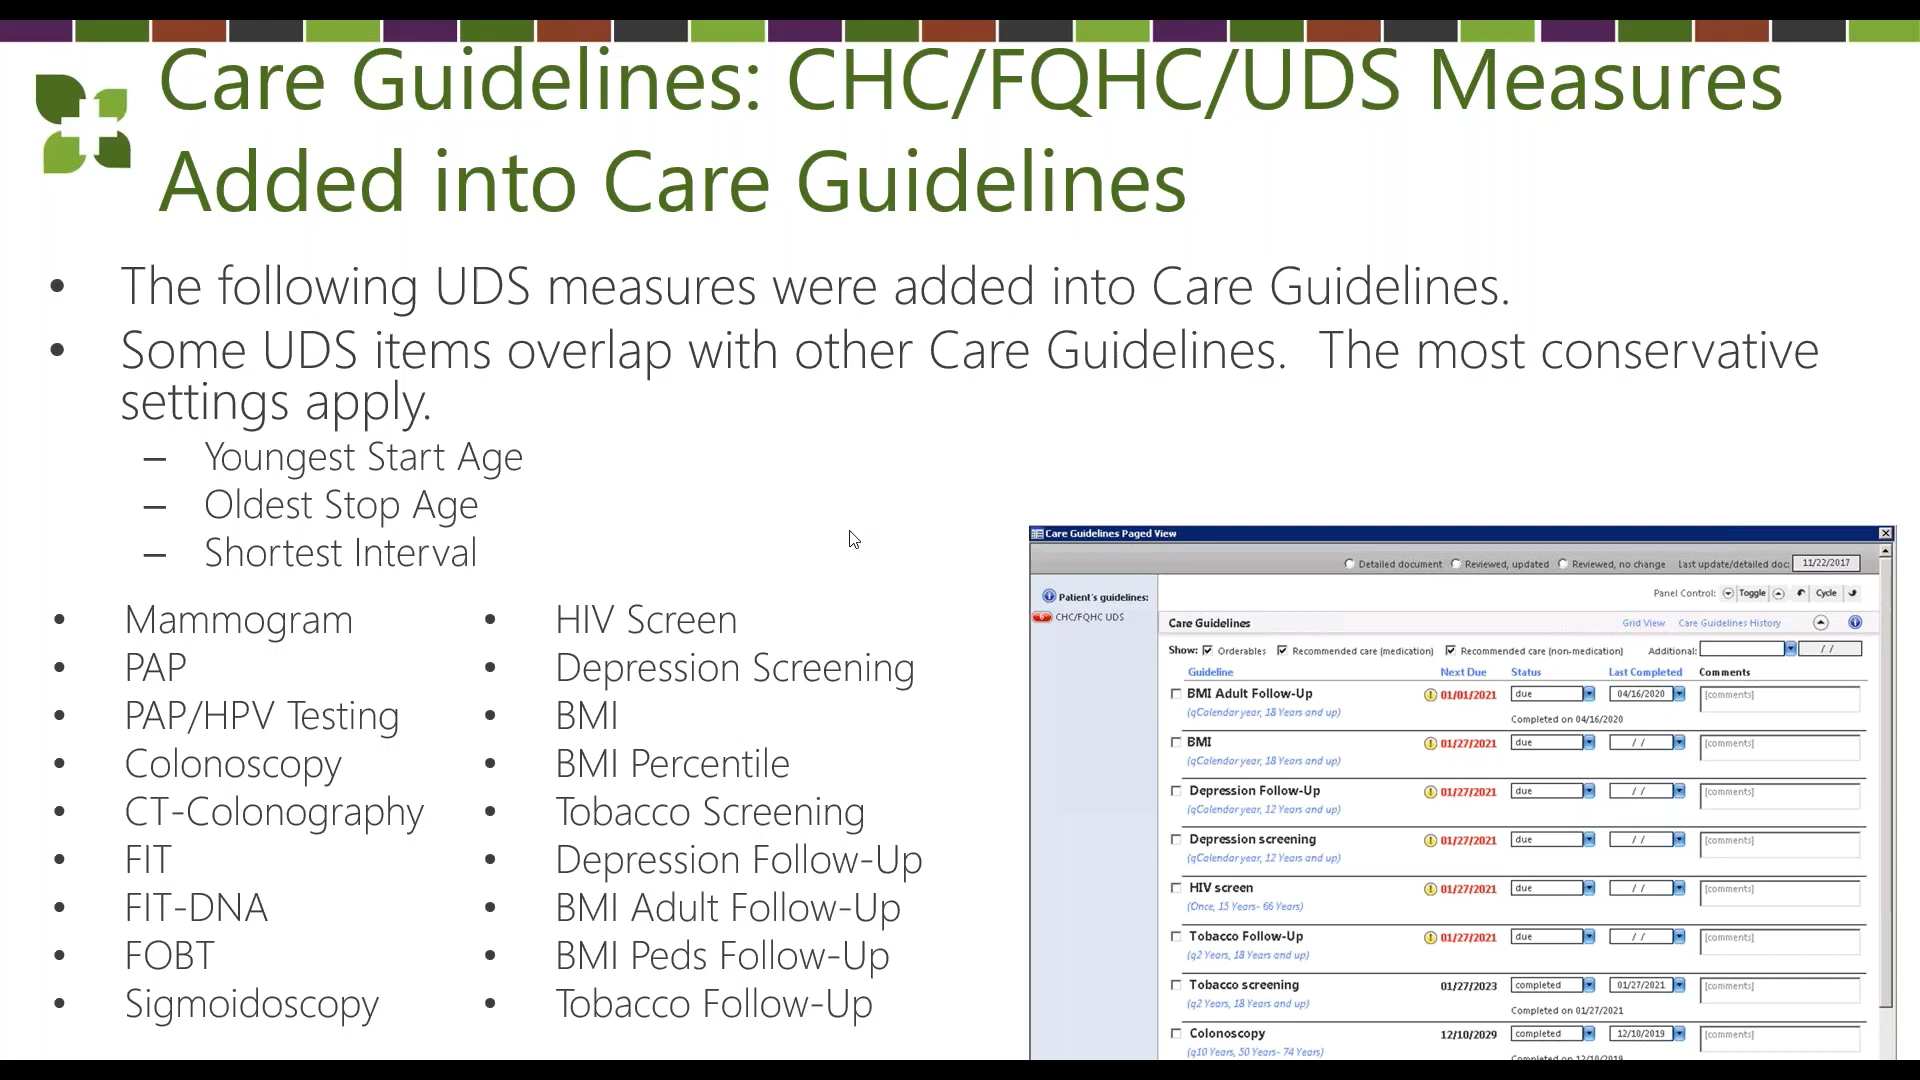 Care Guidelines: CHC/FQHC/UDS Measures
Added into Care Guidelines
• The following UDS measures were added into Care Guidelines.
• Some UDS items overlap with other Care Guidelines. The most conservative
settings apply.
– Youngest Start Age
– Oldest Stop Age
– Shortest Interval
• Mammogram
• PAP
• PAP/HPV Testing
• Colonoscopy
• CT-Colonography
• FIT
• FIT-DNA
• FOBT
• Sigmoidoscopy
• HIV Screen
• Depression Screening
• BMI
• BMI Percentile
• Tobacco Screening
• Depression Follow-Up
• BMI Adult Follow-Up
• BMI Peds Follow-Up
• Tobacco Follow-Up
Care Guidelines Paged View
Detailed document Reviewed, updated Reviewed, no change Last update/detailed doc: 11/22/2017
Patient's guidelines:
6 CHC/FQHC UDS
Panel Control: Toggle Cycle
Care Guidelines Grid View Care Guidelines History
Show: Orderables Recommended care (medication) Recommended care (non-medication) Additional: / /
Guideline Next Due Status Last Completed Comments
BMI Adult Follow-Up 01/01/2021 due 04/16/2020 [comments]
(qCalendar year, 18 Years and up) Completed on 04/16/2020
BMI 01/27/2021 due / / [comments]
(qCalendar year, 18 Years and up)
Depression Follow-Up 01/27/2021 due / / [comments]
(qCalendar year, 12 Years and up)
Depression screening 01/27/2021 due / / [comments]
(qCalendar year, 12 Years and up)
HIV screen 01/27/2021 due / / [comments]
(Once, 15 Years- 66 Years)
Tobacco Follow-Up 01/27/2021 due / / [comments]
(q2 Years, 18 Years and up)
Tobacco screening 01/27/2023 completed 01/27/2021 [comments]
(q2 Years, 18 Years and up) Completed on 01/27/2021
Colonoscopy 12/10/2029 completed 12/10/2019 [comments]
(q10 Years, 50 Years- 74 Years) Completed on 12/10/2019